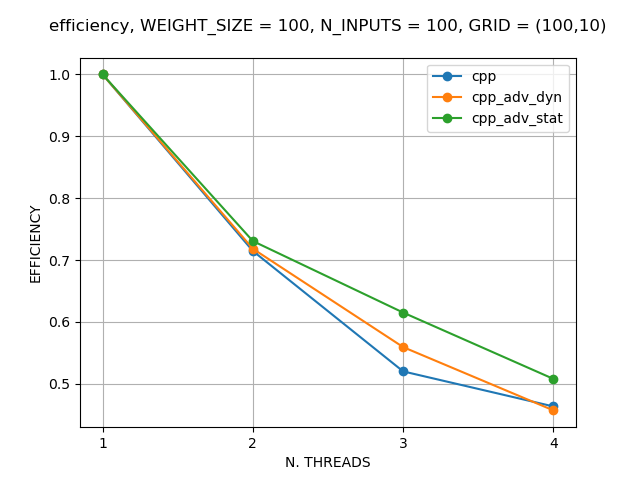 efficiency, WEIGHT_SIZE = 100, N_INPUTS = 100, GRID = (100,10)
cpp
cpp_adv_dyn
cpp_adv_stat
1.0
0.9
0.8
0.7
0.6
0.5
EFFICIENCY
1 2 3 4
N. THREADS